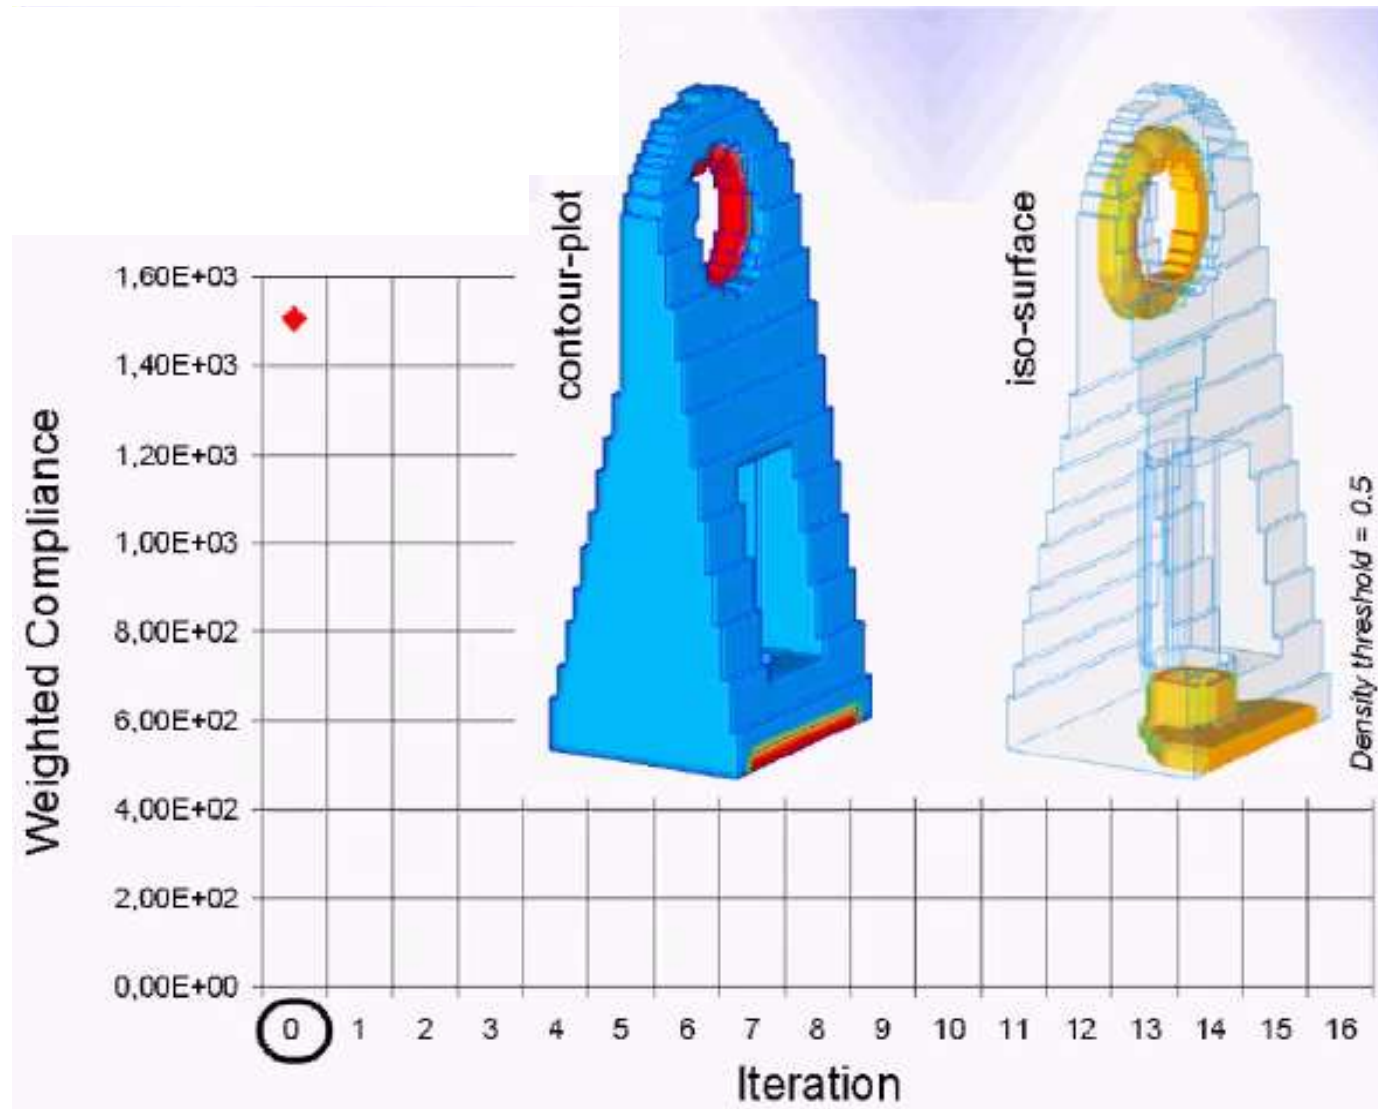 contour-plot
iso-surface
Density threshold = 0.5
Weighted Compliance
1,60E+03
1,40E+03
1,20E+03
1,00E+03
8,00E+02
6,00E+02
4,00E+02
2,00E+02
0,00E+00
0 1 2 3 4 5 6 7 8 9 10 11 12 13 14 15 16
Iteration